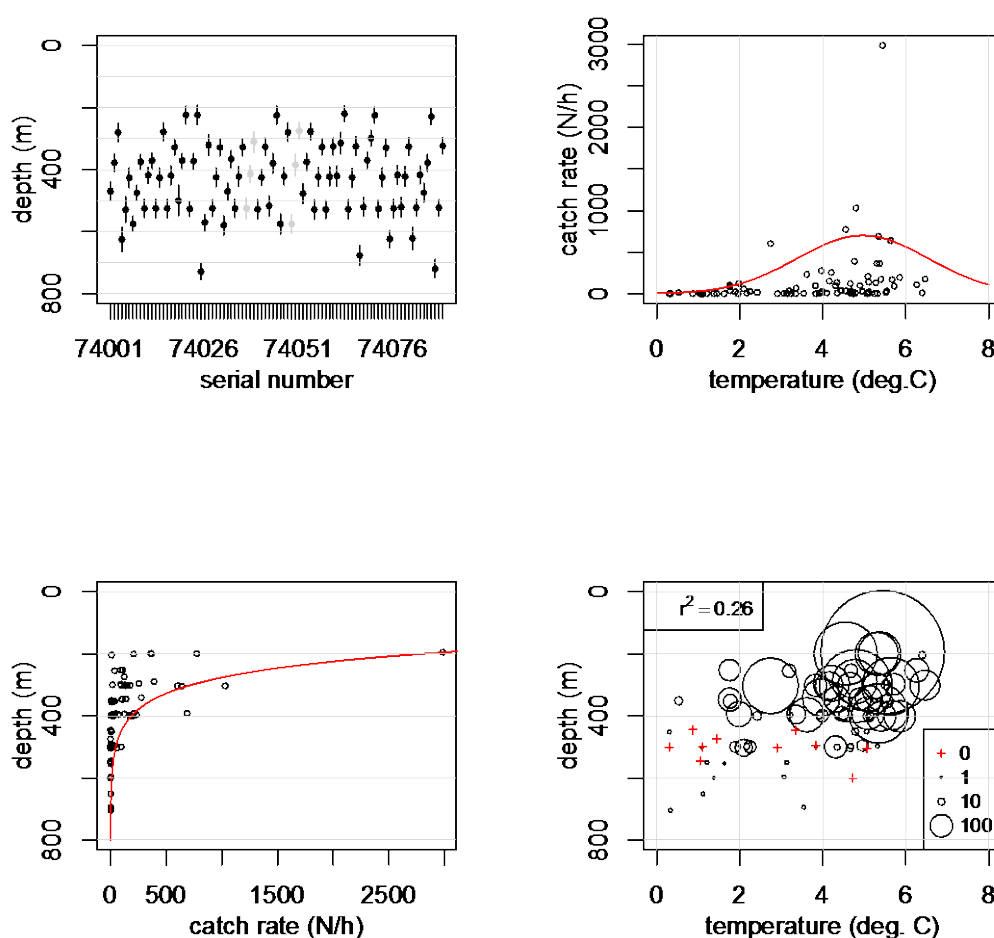 0
400
800
depth (m)
74001 74026 74051 74076
serial number
3000
2000
1000
0
catch rate (N/h)
0 2 4 6 8
temperature (deg.C)
0
400
800
depth (m)
0 500 1500 2500
catch rate (N/h)
r² = 0.26
0
400
800
depth (m)
0
1
10
100
0 2 4 6 8
temperature (deg. C)